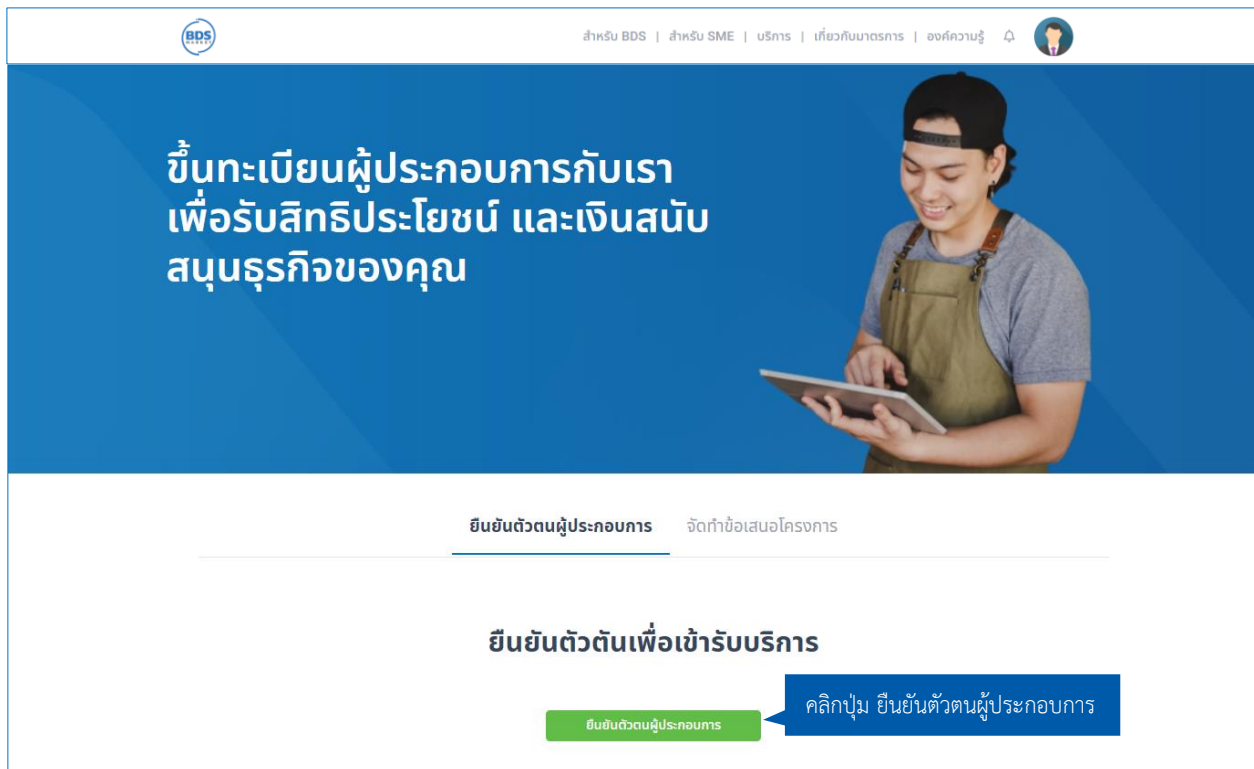 BDS
MARKET
สำหรับ BDS | สำหรับ SME | บริการ | เกี่ยวกับมาตรการ | องค์ความรู้
ขึ้นทะเบียนผู้ประกอบการกับเรา
เพื่อรับสิทธิประโยชน์ และเงินสนับ
สนุนธุรกิจของคุณ
ยืนยันตัวตนผู้ประกอบการ จัดทำข้อเสนอโครงการ
ยืนยันตัวตันเพื่อเข้ารับบริการ
คลิกปุ่ม ยืนยันตัวตนผู้ประกอบการ
ยืนยันตัวตนผู้ประกอบการ